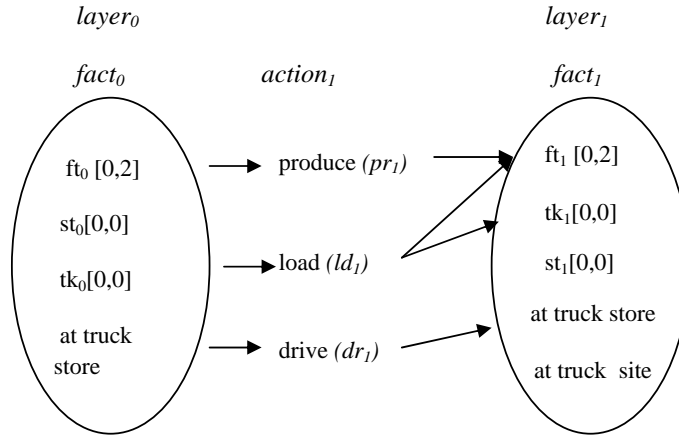 layer₀ layer₁
fact₀ action₁ fact₁
ft₀ [0,2]
st₀[0,0]
tk₀[0,0]
at truck
store
produce (pr₁)
load (ld₁)
drive (dr₁)
ft₁ [0,2]
tk₁[0,0]
st₁[0,0]
at truck store
at truck site